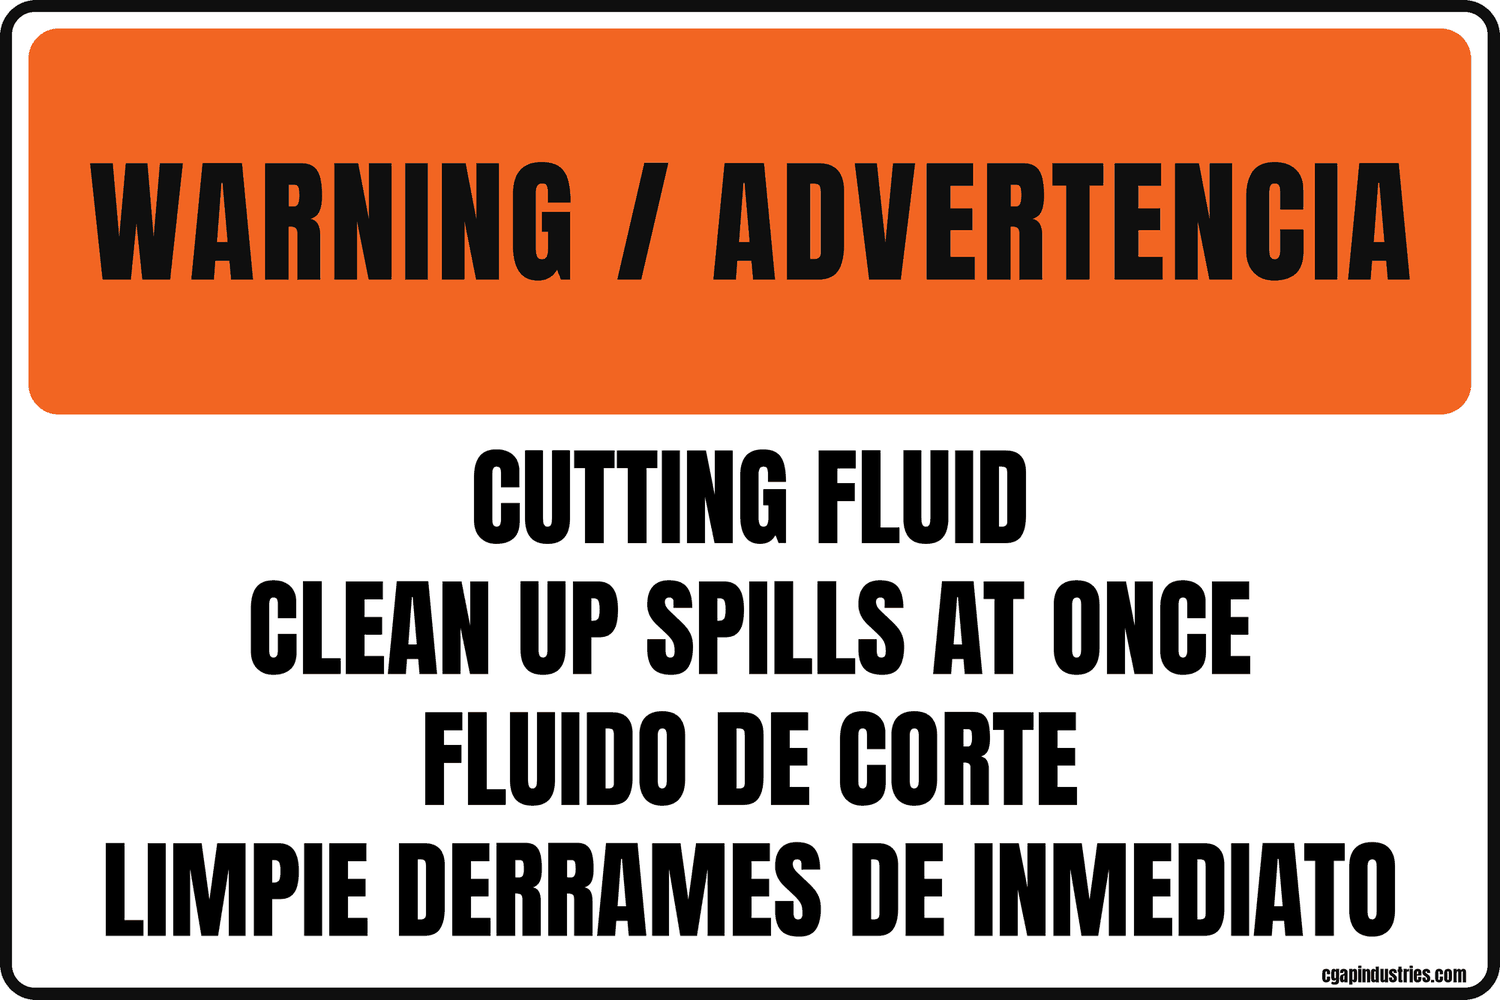 WARNING / ADVERTENCIA
CUTTING FLUID
CLEAN UP SPILLS AT ONCE
FLUIDO DE CORTE
LIMPIE DERRAMES DE INMEDIATO
cgapindustries.com